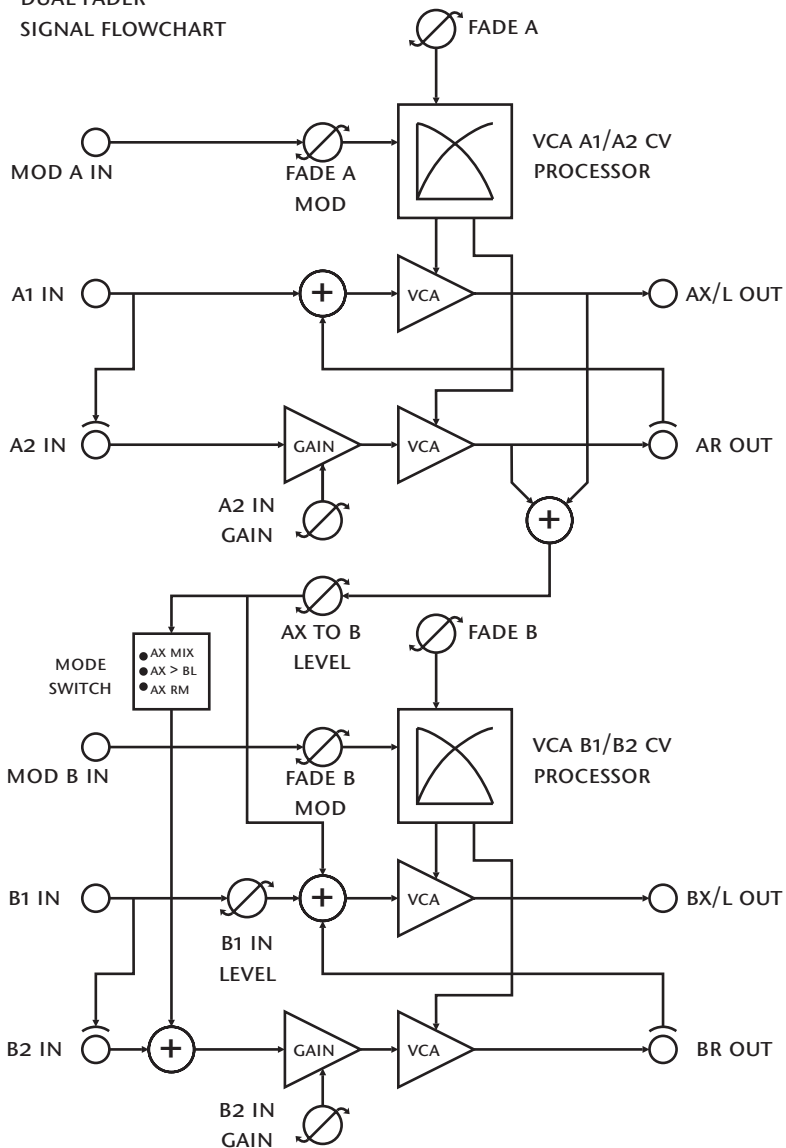 DUAL FADER
SIGNAL FLOWCHART
FADE A
MOD A IN
FADE A
MOD
VCA A1/A2 CV
PROCESSOR
A1 IN
+
VCA
AX/L OUT
A2 IN
GAIN
VCA
AR OUT
A2 IN
GAIN
+
AX TO B
LEVEL
FADE B
MODE
SWITCH
AX MIX
AX > BL
AX RM
MOD B IN
FADE B
MOD
VCA B1/B2 CV
PROCESSOR
B1 IN
B1 IN
LEVEL
+
VCA
BX/L OUT
B2 IN
+
GAIN
VCA
BR OUT
B2 IN
GAIN